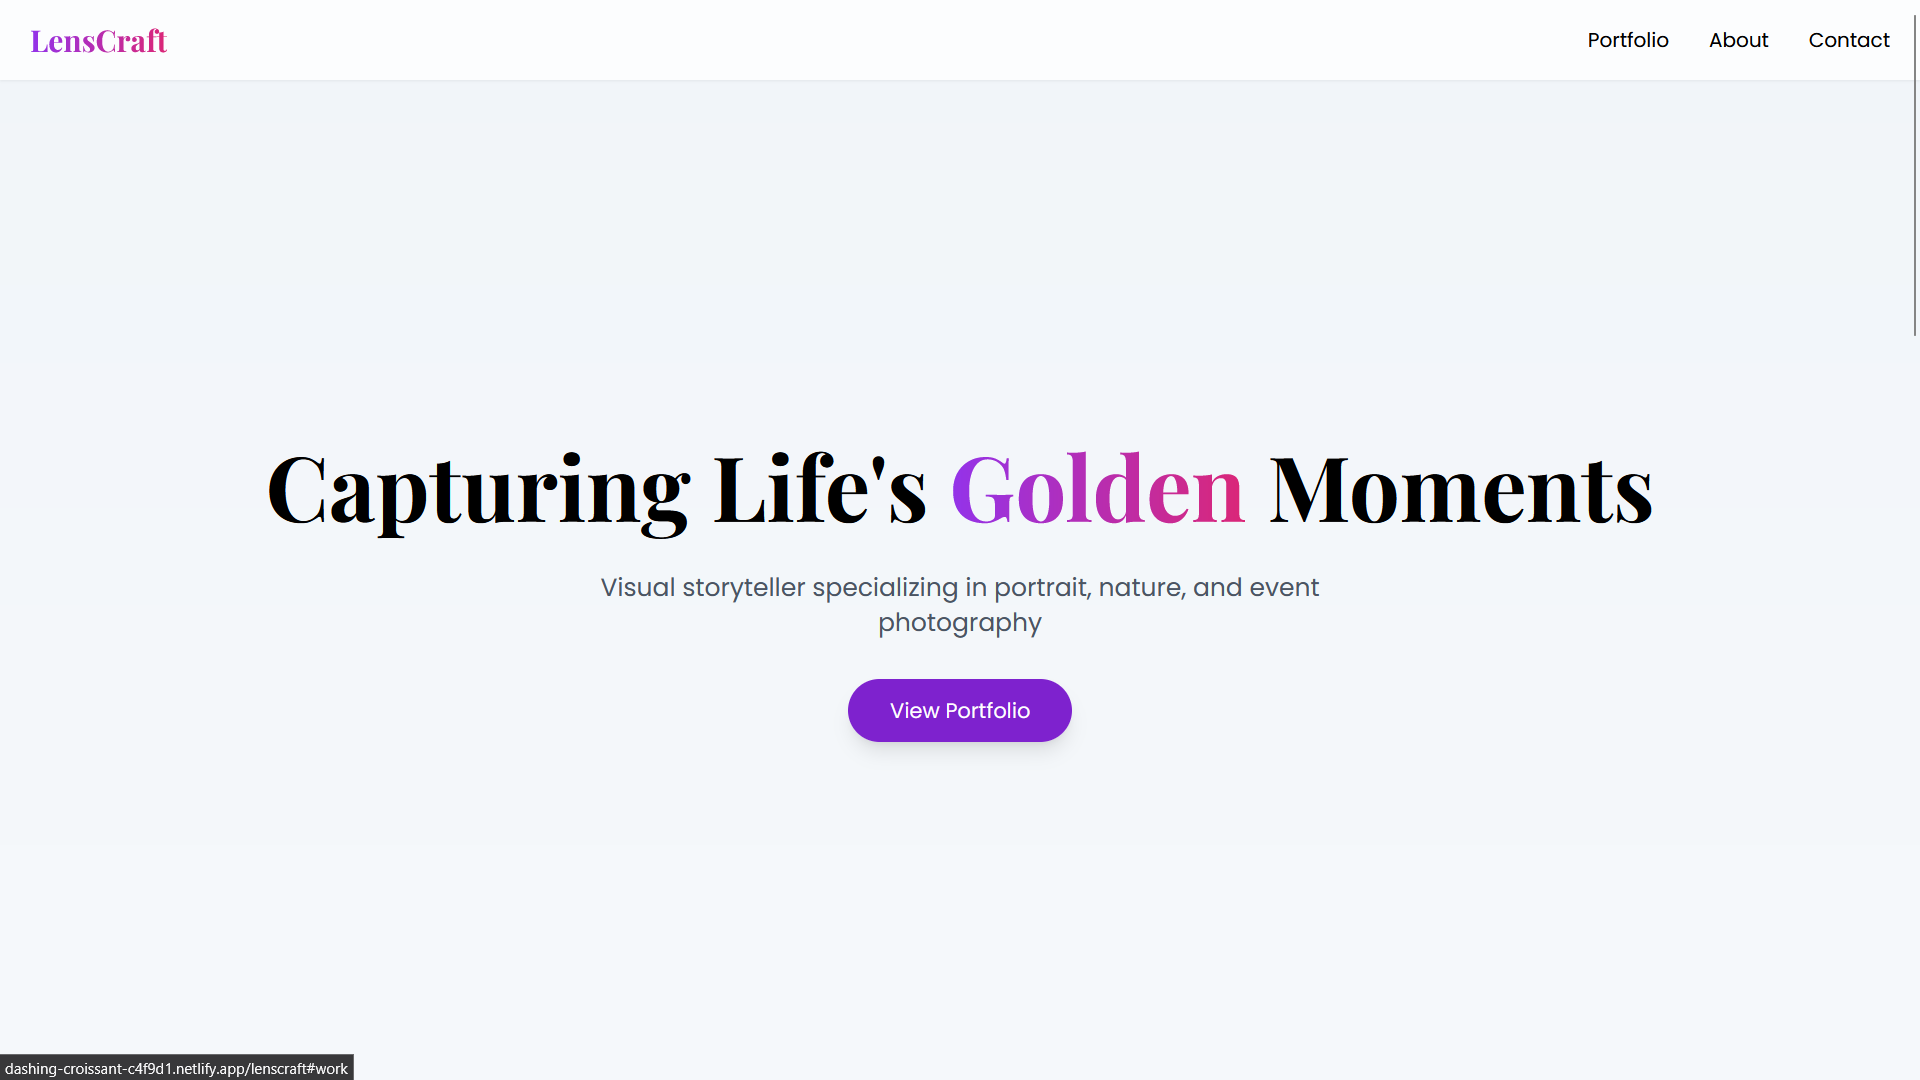 LensCraft
Portfolio
About
Contact
Capturing Life's Golden Moments
Visual storyteller specializing in portrait, nature, and event
photography
View Portfolio
dashing-croissant-c4f9d1.netlify.app/lenscraft#work